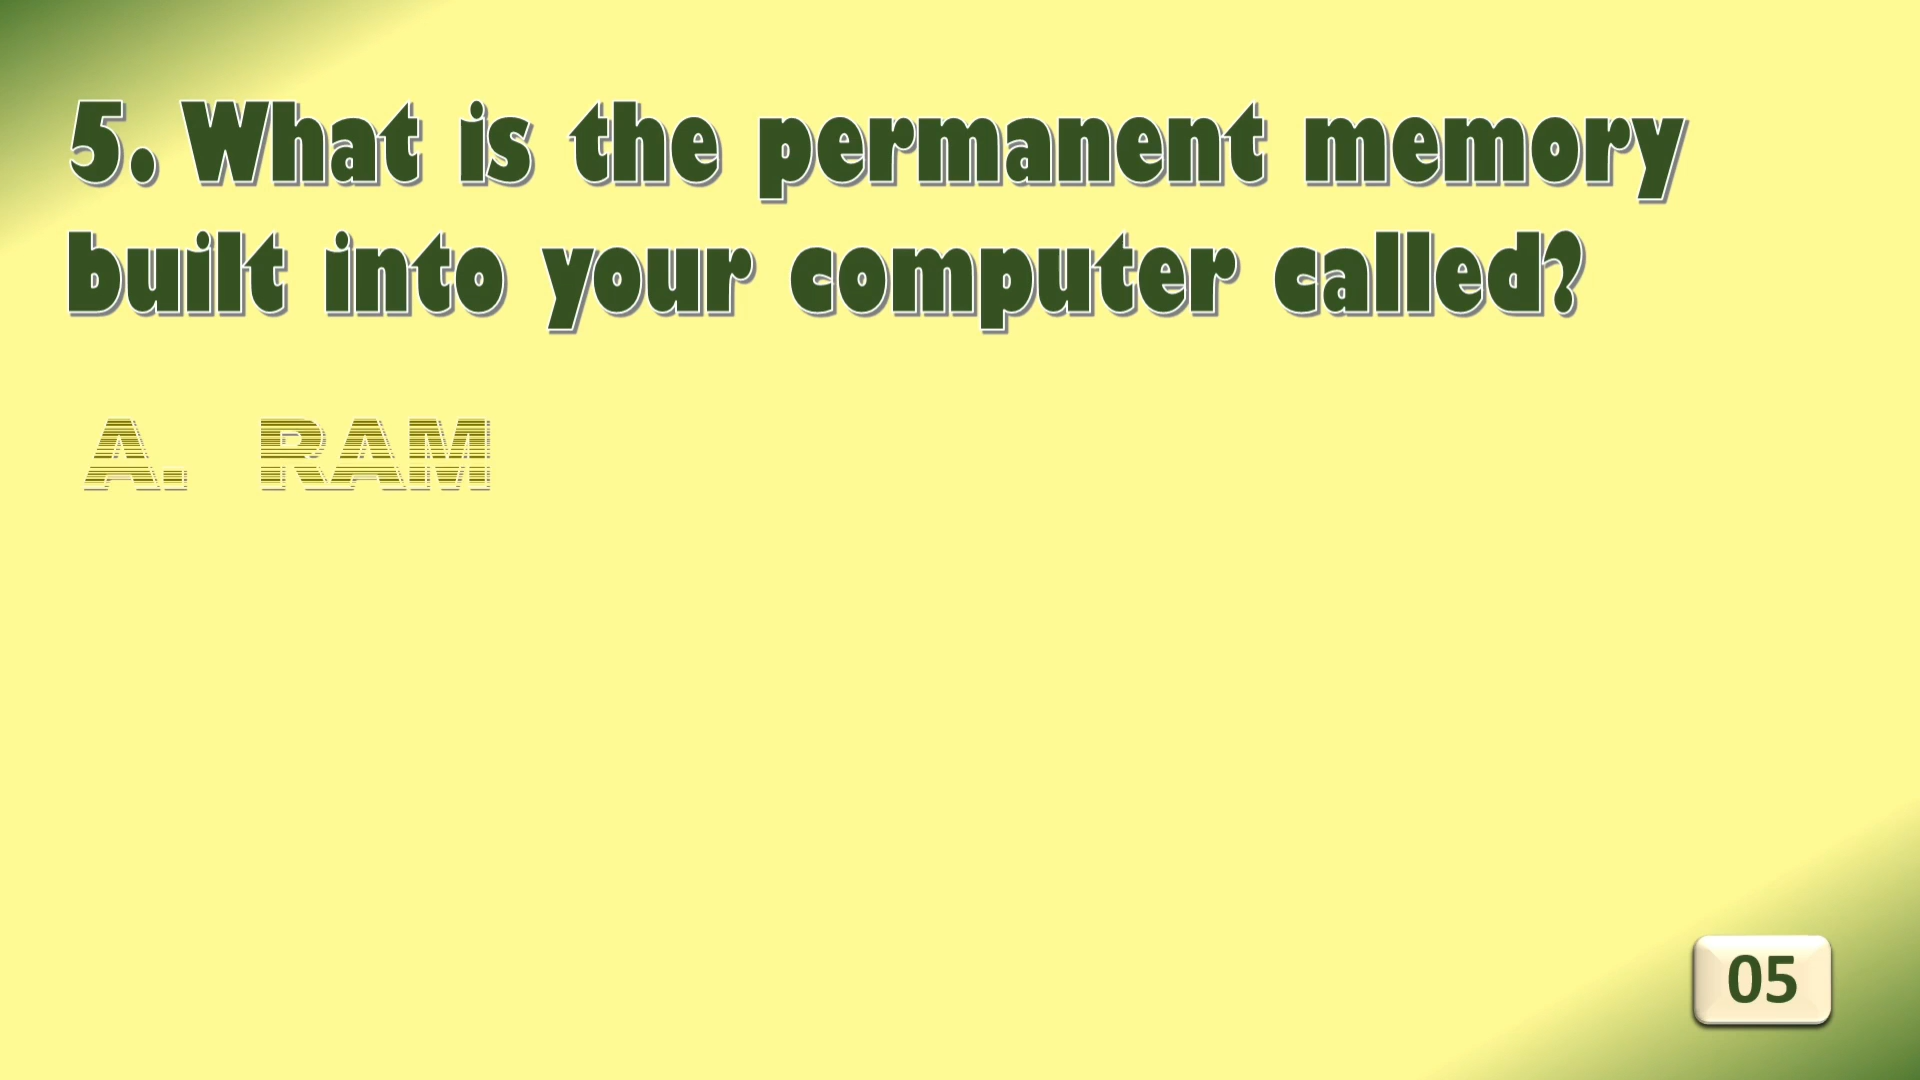 5. What is the permanent memory
built into your computer called?
A. RAM
05